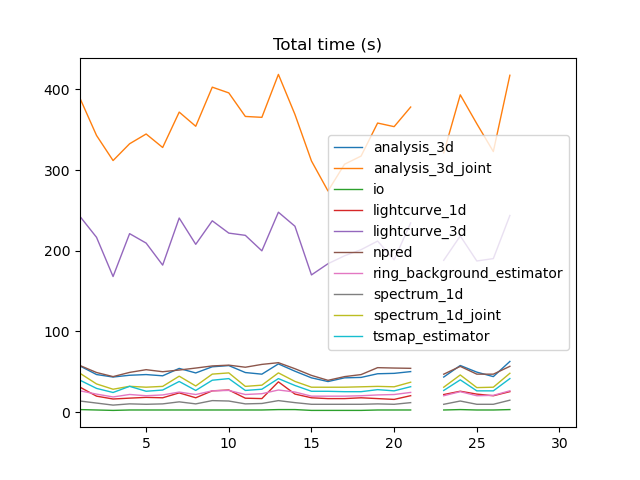 Total time (s)
400
300
200
100
0
analysis_3d
analysis_3d_joint
io
lightcurve_1d
lightcurve_3d
npred
ring_background_estimator
spectrum_1d
spectrum_1d_joint
tsmap_estimator
5 10 15 20 25 30